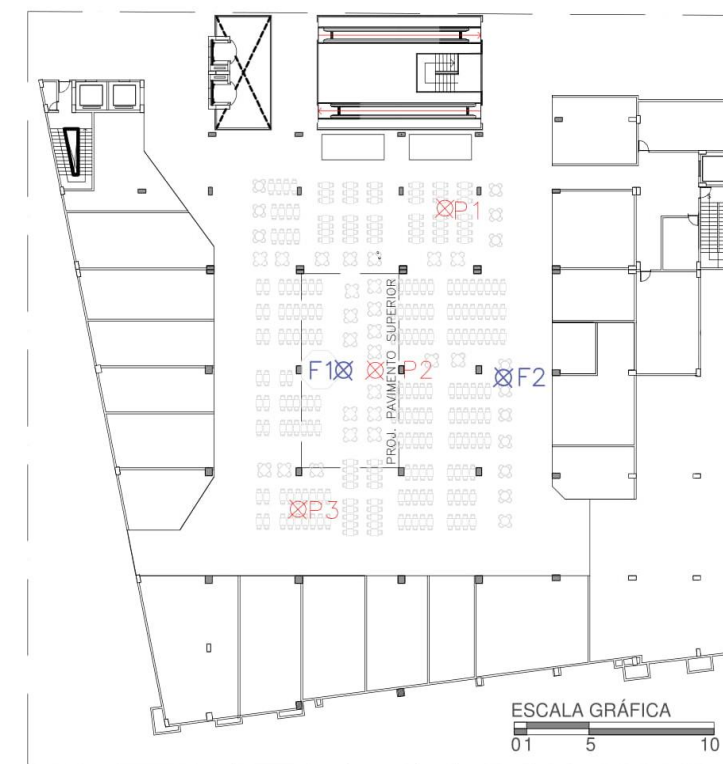 P1
PROJ. PAVIMENTO SUPERIOR
F1
P2
F2
P3
ESCALA GRÁFICA
0 1 5 10